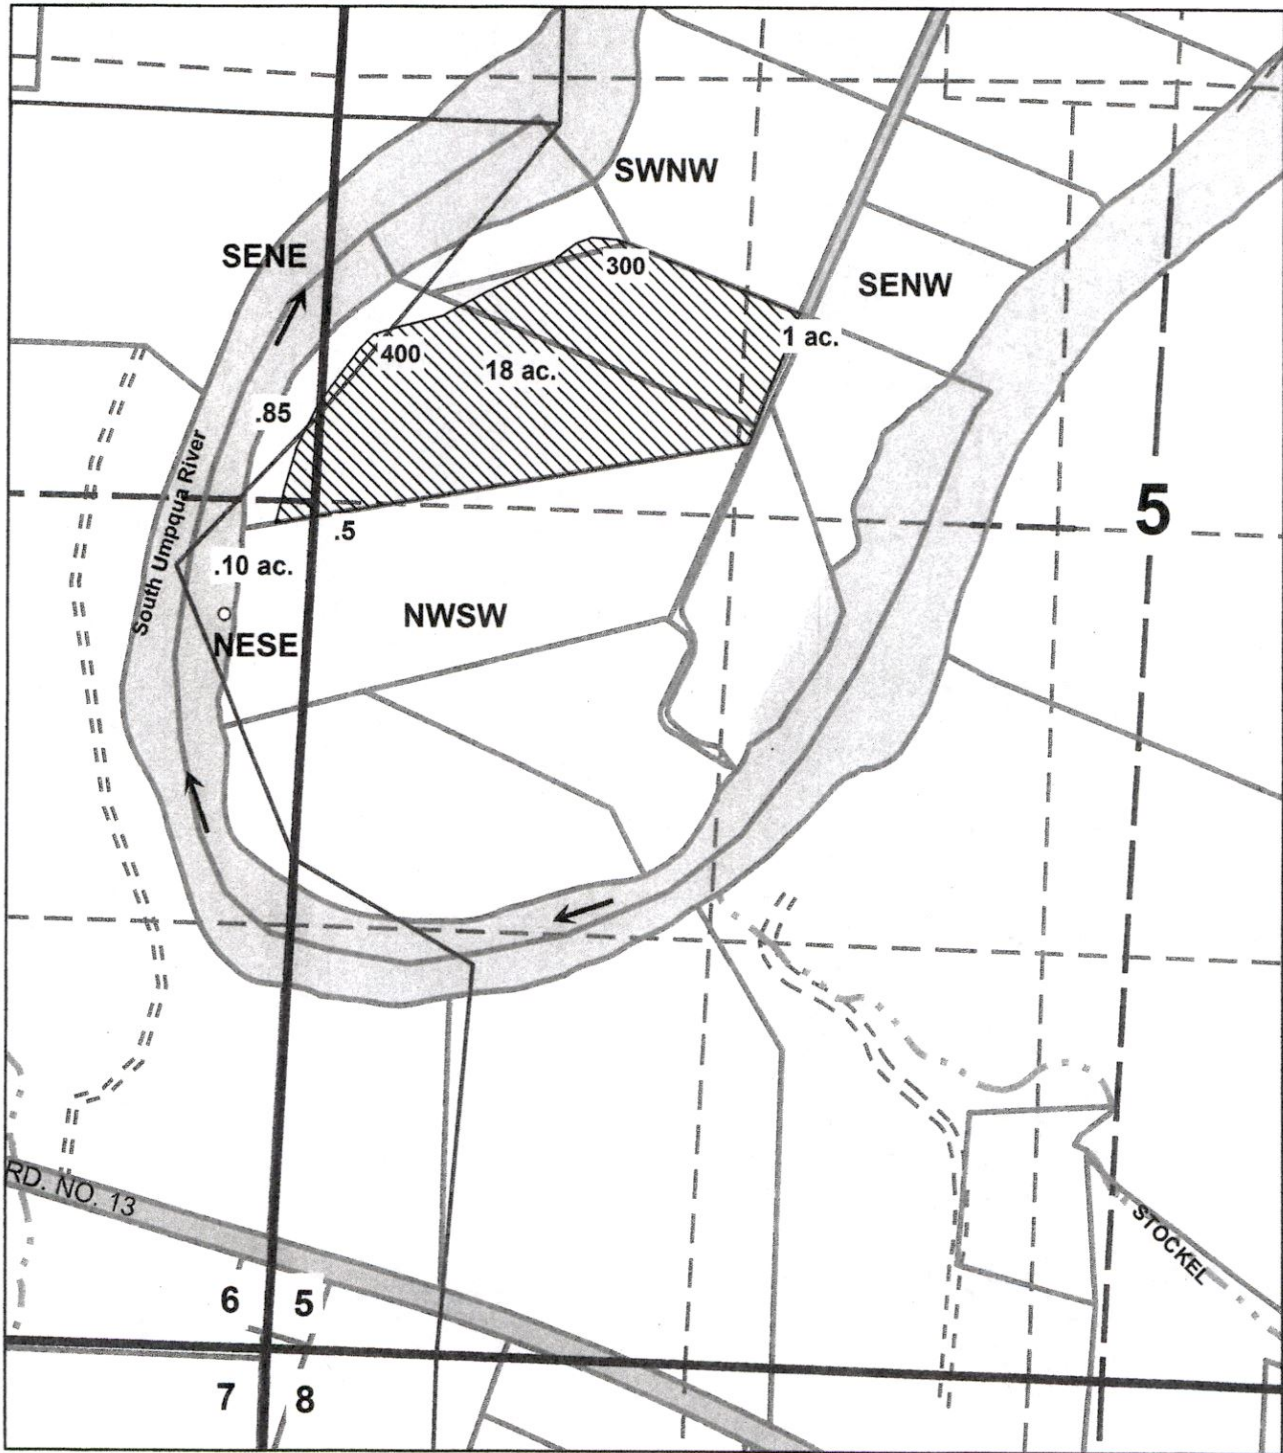 SWNW
SENE
300
SENW
1 ac.
400
18 ac.
.85
South Umpqua River
5
.5
.10 ac.
NWSW
NESE
RD. NO. 13
STOCKEL
6
5
7
8